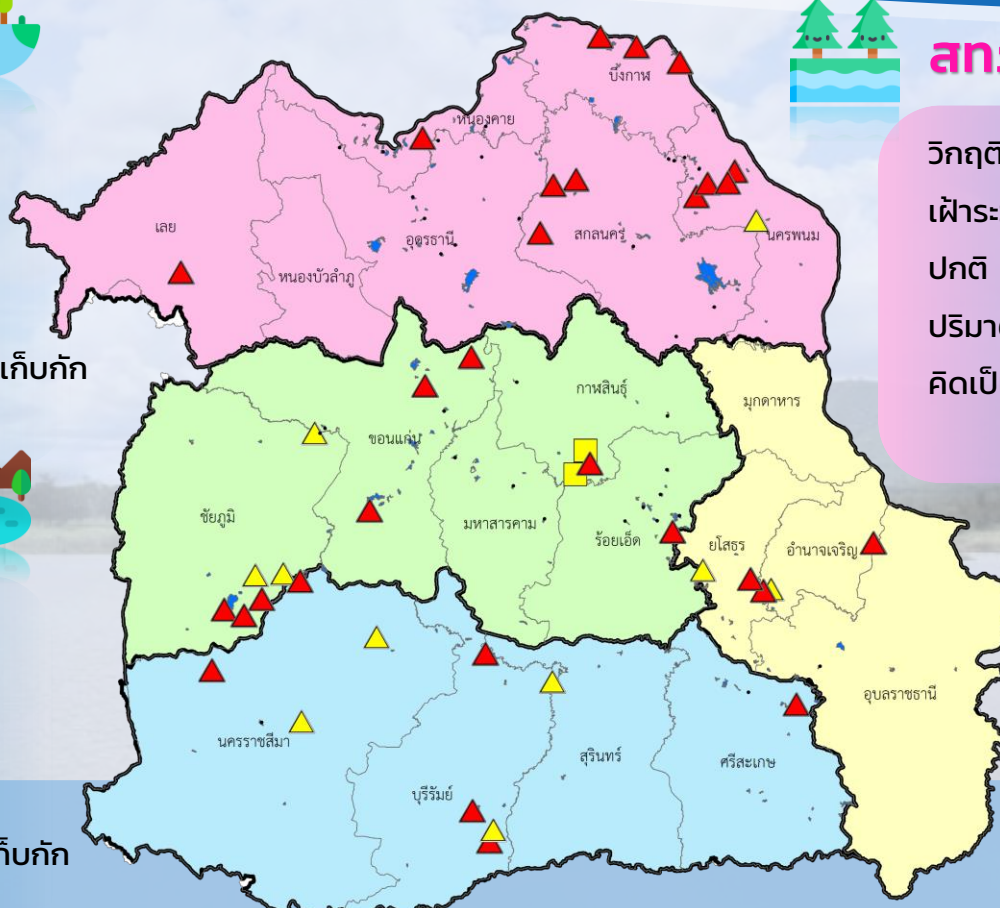 สท
วิกฤติ
เฝ้าระ
ปกติ
ปริมา
คิดเป็
เก็บกัก
เก็บกัก
บึงกาฬ
หนองคาย
เลย
อุดรธานี
สกลนคร
นครพนม
หนองบัวลำภู
กาฬสินธุ์
มุกดาหาร
ขอนแก่น
ชัยภูมิ
มหาสารคาม
ร้อยเอ็ด
ยโสธร
อำนาจเจริญ
อุบลราชธานี
นครราชสีมา
สุรินทร์
ศรีสะเกษ
บุรีรัมย์